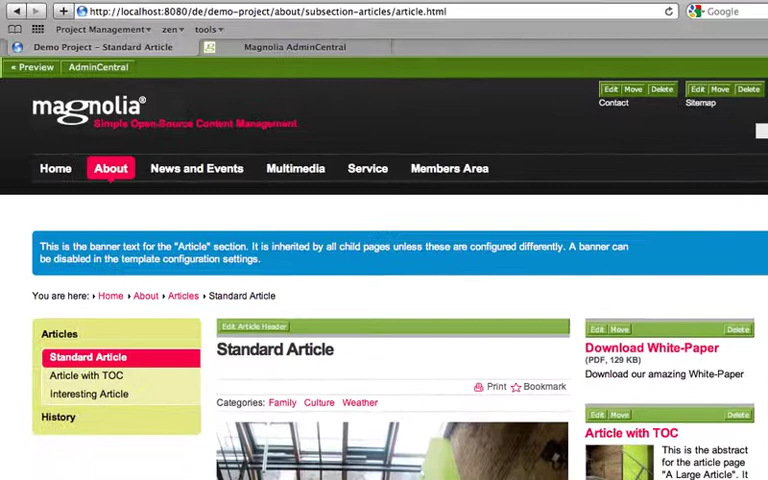 http://localhost:8080/de/demo-project/about/subsection-articles/article.html
Google
Project Management▾ zen▾ tools▾
Demo Project – Standard Article
Magnolia AdminCentral
« Preview
AdminCentral
Edit Move Delete
Edit Move Delete
magnolia®
Simple Open-Source Content Management
Contact
Sitemap
Home
About
News and Events
Multimedia
Service
Members Area
This is the banner text for the "Article" section. It is inherited by all child pages unless these are configured differently. A banner can
be disabled in the template configuration settings.
You are here: Home About Articles Standard Article
Articles
Standard Article
Article with TOC
Interesting Article
History
Edit Article Header
Standard Article
Print Bookmark
Categories: Family Culture Weather
Edit Move Delete
Download White-Paper
(PDF, 129 KB)
Download our amazing White-Paper
Edit Move Delete
Article with TOC
This is the abstract
for the article page
"A Large Article". It